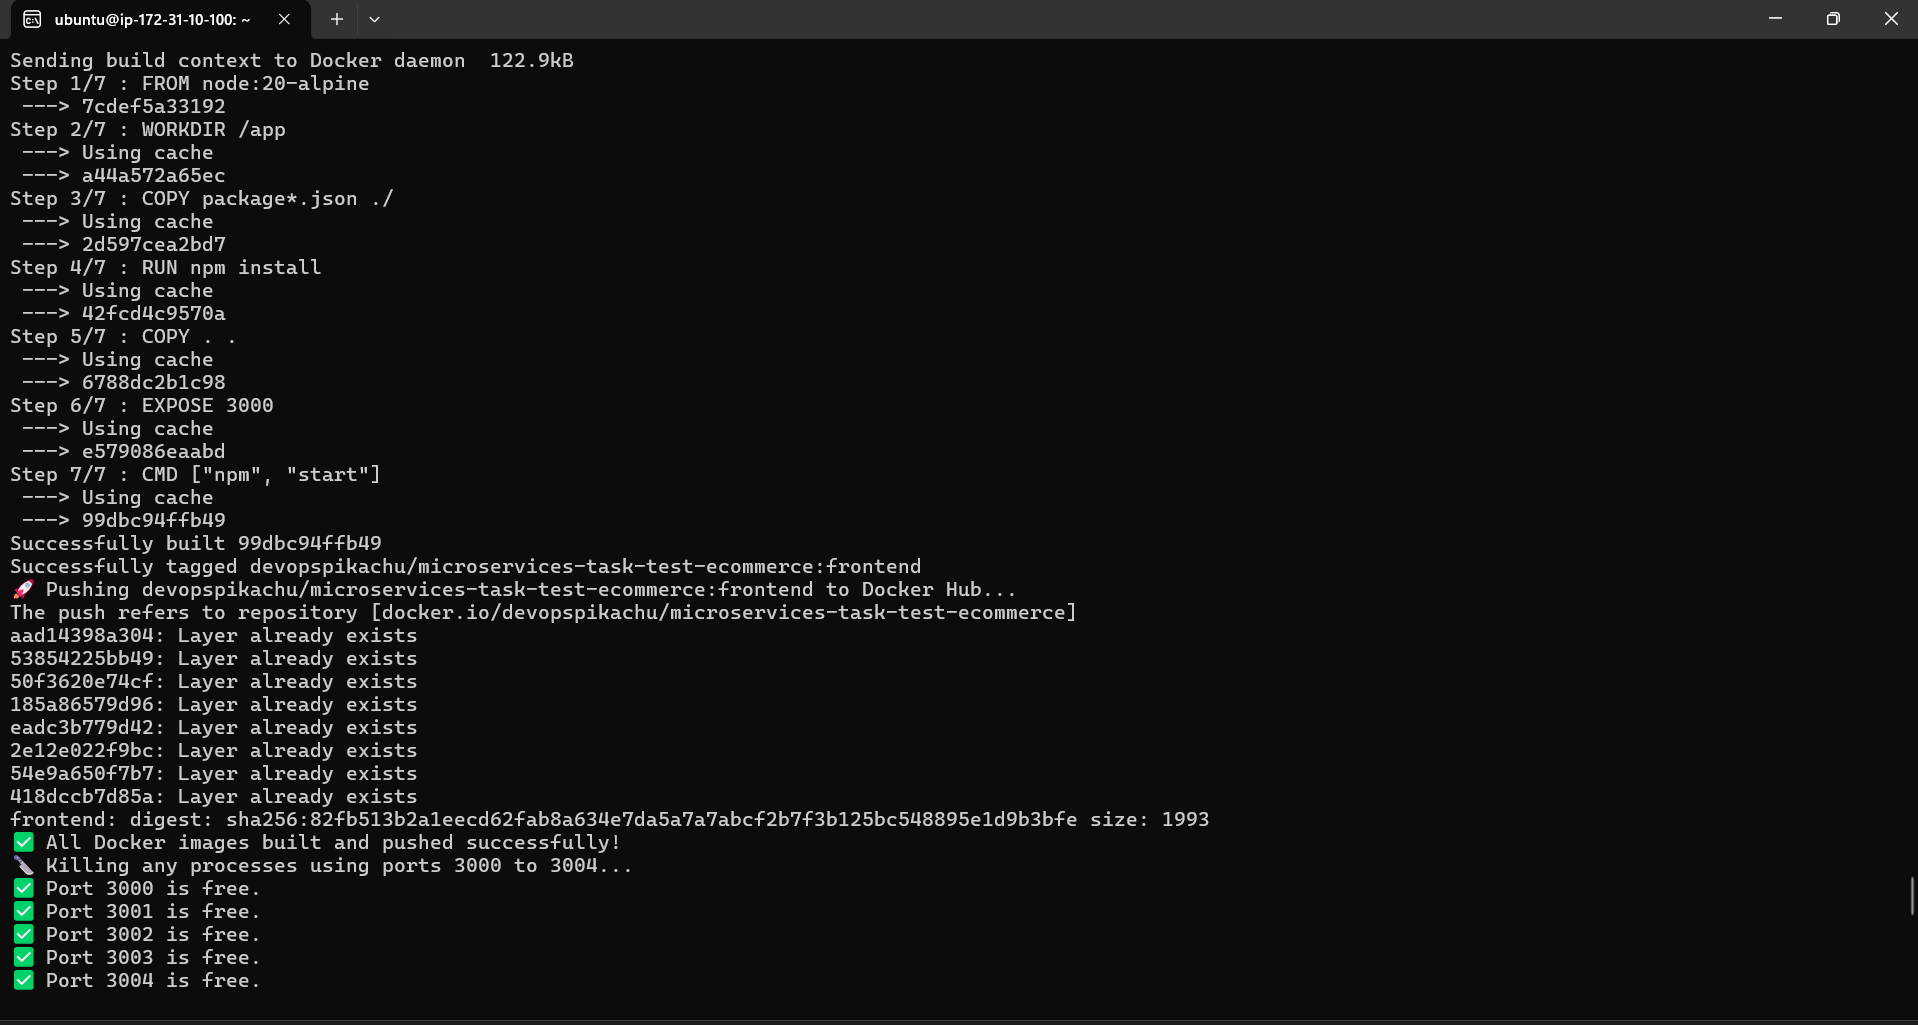 ubuntu@ip-172-31-10-100: ~
Sending build context to Docker daemon  122.9kB
Step 1/7 : FROM node:20-alpine
 ---> 7cdef5a33192
Step 2/7 : WORKDIR /app
 ---> Using cache
 ---> a44a572a65ec
Step 3/7 : COPY package*.json ./
 ---> Using cache
 ---> 2d597cea2bd7
Step 4/7 : RUN npm install
 ---> Using cache
 ---> 42fcd4c9570a
Step 5/7 : COPY . .
 ---> Using cache
 ---> 6788dc2b1c98
Step 6/7 : EXPOSE 3000
 ---> Using cache
 ---> e579086eaabd
Step 7/7 : CMD ["npm", "start"]
 ---> Using cache
 ---> 99dbc94ffb49
Successfully built 99dbc94ffb49
Successfully tagged devopspikachu/microservices-task-test-ecommerce:frontend
🚀 Pushing devopspikachu/microservices-task-test-ecommerce:frontend to Docker Hub...
The push refers to repository [docker.io/devopspikachu/microservices-task-test-ecommerce]
aad14398a304: Layer already exists
53854225bb49: Layer already exists
50f3620e74cf: Layer already exists
185a86579d96: Layer already exists
eadc3b779d42: Layer already exists
2e12e022f9bc: Layer already exists
54e9a650f7b7: Layer already exists
418dccb7d85a: Layer already exists
frontend: digest: sha256:82fb513b2a1eecd62fab8a634e7da5a7a7abcf2b7f3b125bc548895e1d9b3bfe size: 1993
✅ All Docker images built and pushed successfully!
🔪 Killing any processes using ports 3000 to 3004...
✅ Port 3000 is free.
✅ Port 3001 is free.
✅ Port 3002 is free.
✅ Port 3003 is free.
✅ Port 3004 is free.